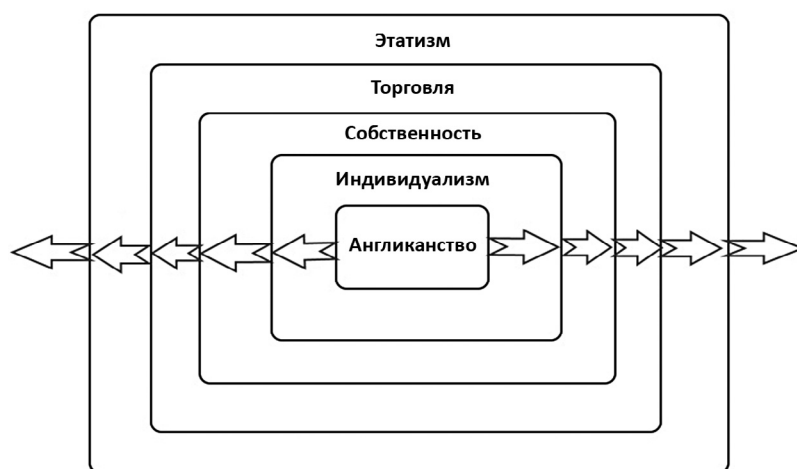 Этатизм
Торговля
Собственность
Индивидуализм
Англиканство